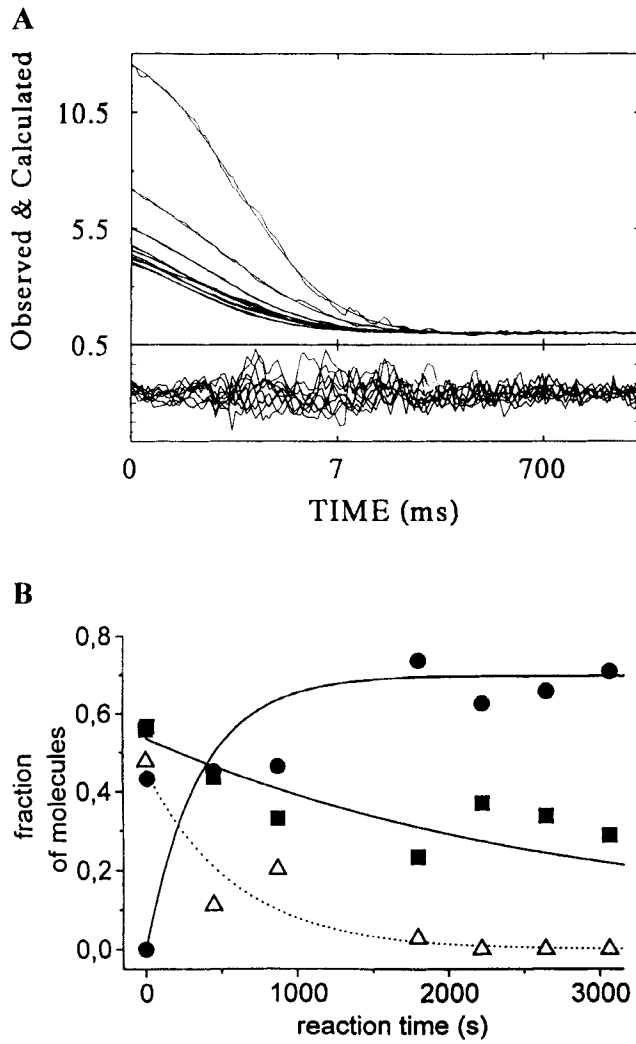 A
Observed & Calculated
10.5
5.5
0.5
0
7
700
TIME (ms)
B
fraction
of molecules
0,8
0,6
0,4
0,2
0,0
0
1000
2000
3000
reaction time (s)